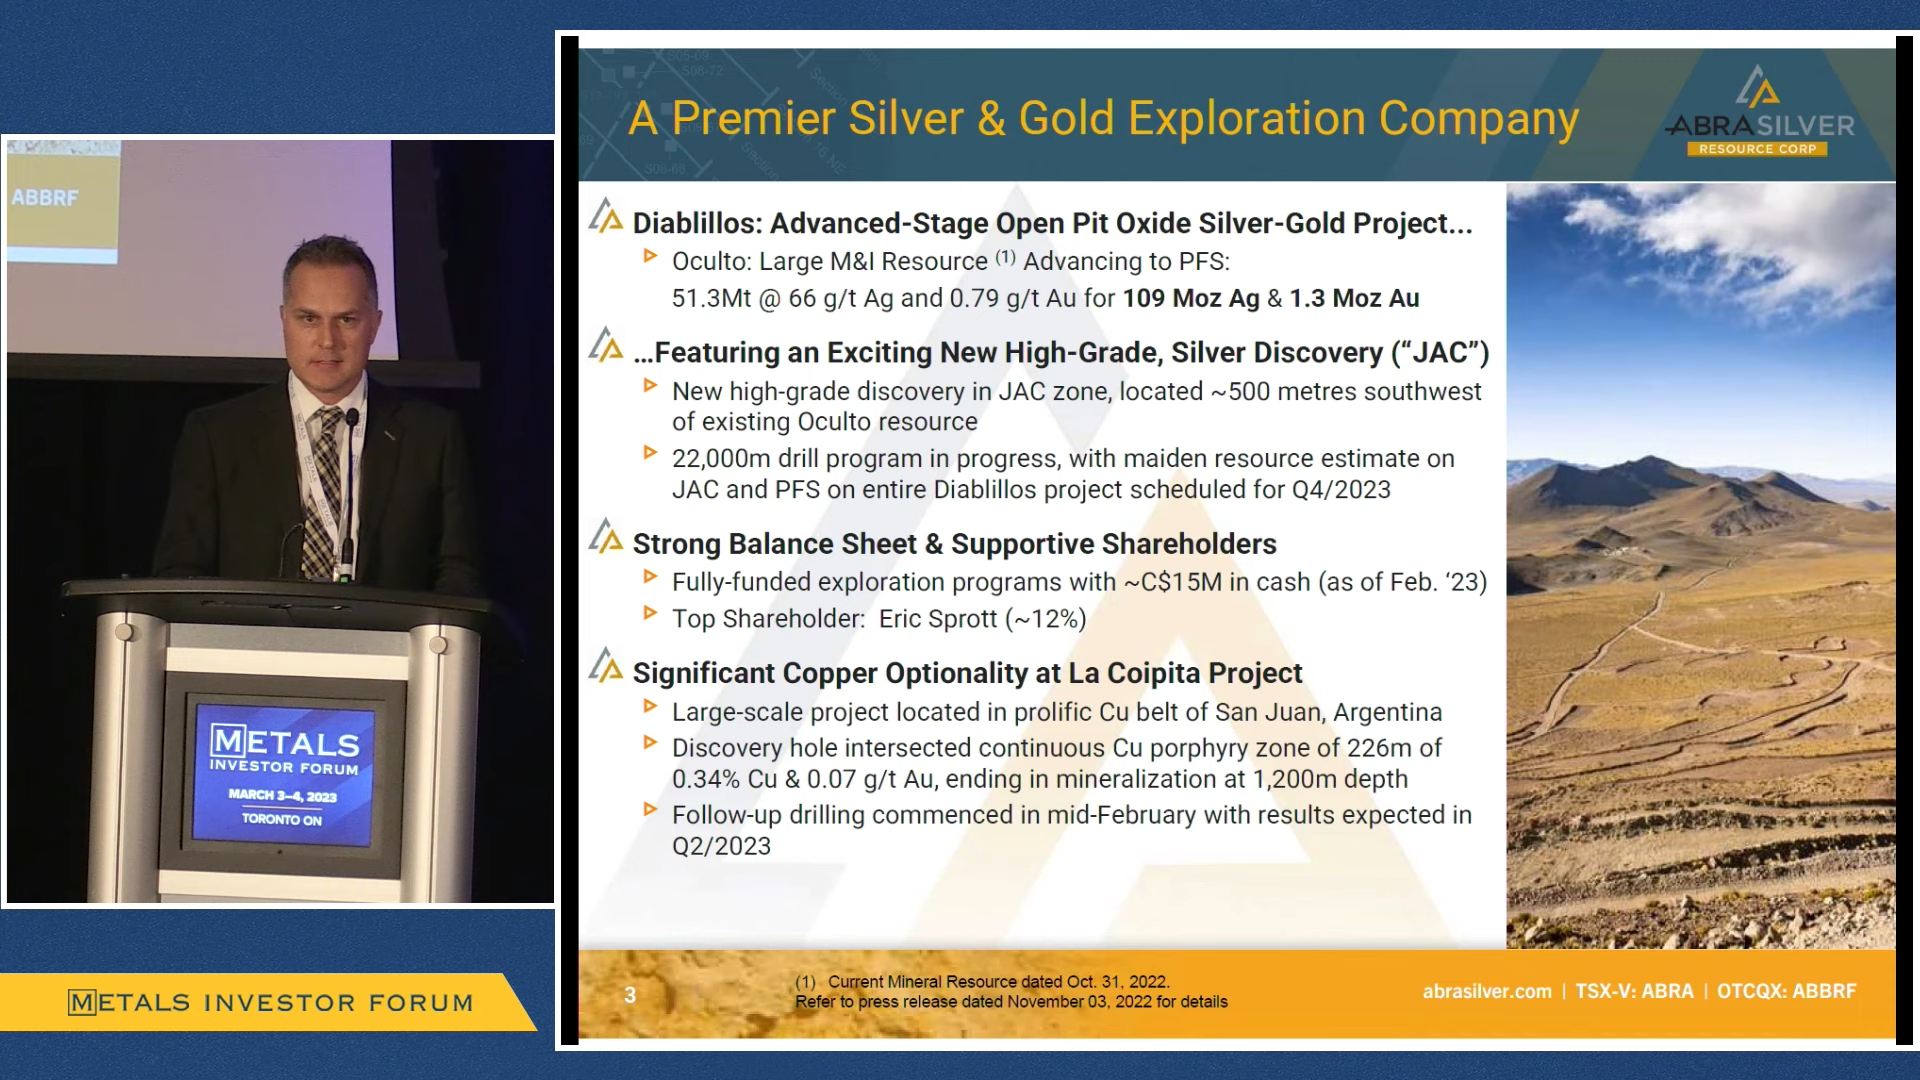 ABBRF
METALS
INVESTOR FORUM
MARCH 3–4, 2023
TORONTO ON
METALS INVESTOR FORUM
A Premier Silver & Gold Exploration Company
ABRASILVER
RESOURCE CORP
Diablillos: Advanced-Stage Open Pit Oxide Silver-Gold Project...
Oculto: Large M&I Resource (1) Advancing to PFS:
51.3Mt @ 66 g/t Ag and 0.79 g/t Au for 109 Moz Ag & 1.3 Moz Au
...Featuring an Exciting New High-Grade, Silver Discovery (“JAC”)
New high-grade discovery in JAC zone, located ~500 metres southwest
of existing Oculto resource
22,000m drill program in progress, with maiden resource estimate on
JAC and PFS on entire Diablillos project scheduled for Q4/2023
Strong Balance Sheet & Supportive Shareholders
Fully-funded exploration programs with ~C$15M in cash (as of Feb. ‘23)
Top Shareholder: Eric Sprott (~12%)
Significant Copper Optionality at La Coipita Project
Large-scale project located in prolific Cu belt of San Juan, Argentina
Discovery hole intersected continuous Cu porphyry zone of 226m of
0.34% Cu & 0.07 g/t Au, ending in mineralization at 1,200m depth
Follow-up drilling commenced in mid-February with results expected in
Q2/2023
3
(1) Current Mineral Resource dated Oct. 31, 2022.
Refer to press release dated November 03, 2022 for details
abrasilver.com | TSX-V: ABRA | OTCQX: ABBRF